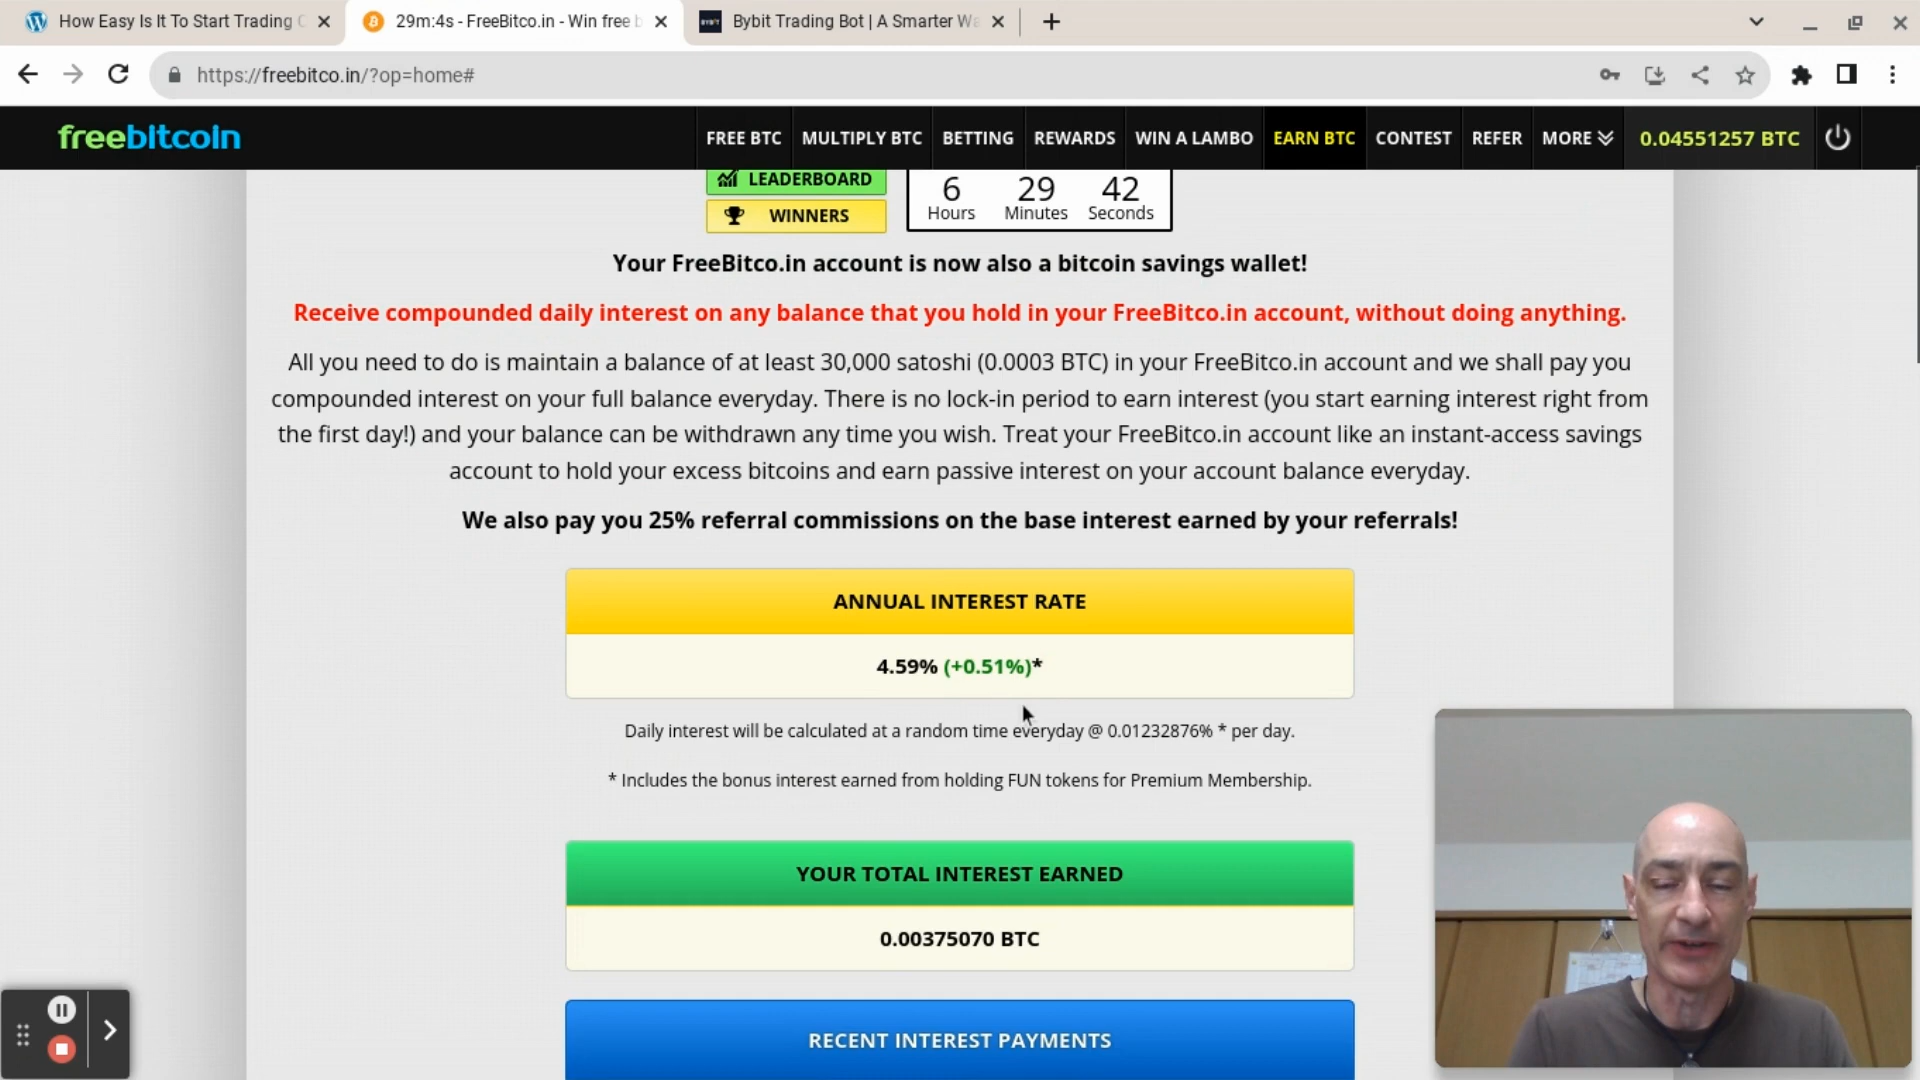 How Easy Is It To Start Trading C
29m:4s - FreeBitco.in - Win free b
BYBIT
Bybit Trading Bot | A Smarter Wa
https://freebitco.in/?op=home#
freebitcoin
FREE BTC
MULTIPLY BTC
BETTING
REWARDS
WIN A LAMBO
EARN BTC
CONTEST
REFER
MORE
0.04551257 BTC
LEADERBOARD
WINNERS
6 29 42
Hours Minutes Seconds
Your FreeBitco.in account is now also a bitcoin savings wallet!
Receive compounded daily interest on any balance that you hold in your FreeBitco.in account, without doing anything.
All you need to do is maintain a balance of at least 30,000 satoshi (0.0003 BTC) in your FreeBitco.in account and we shall pay you
compounded interest on your full balance everyday. There is no lock-in period to earn interest (you start earning interest right from
the first day!) and your balance can be withdrawn any time you wish. Treat your FreeBitco.in account like an instant-access savings
account to hold your excess bitcoins and earn passive interest on your account balance everyday.
We also pay you 25% referral commissions on the base interest earned by your referrals!
ANNUAL INTEREST RATE
4.59% (+0.51%)*
Daily interest will be calculated at a random time everyday @ 0.01232876% * per day.
* Includes the bonus interest earned from holding FUN tokens for Premium Membership.
YOUR TOTAL INTEREST EARNED
0.00375070 BTC
RECENT INTEREST PAYMENTS